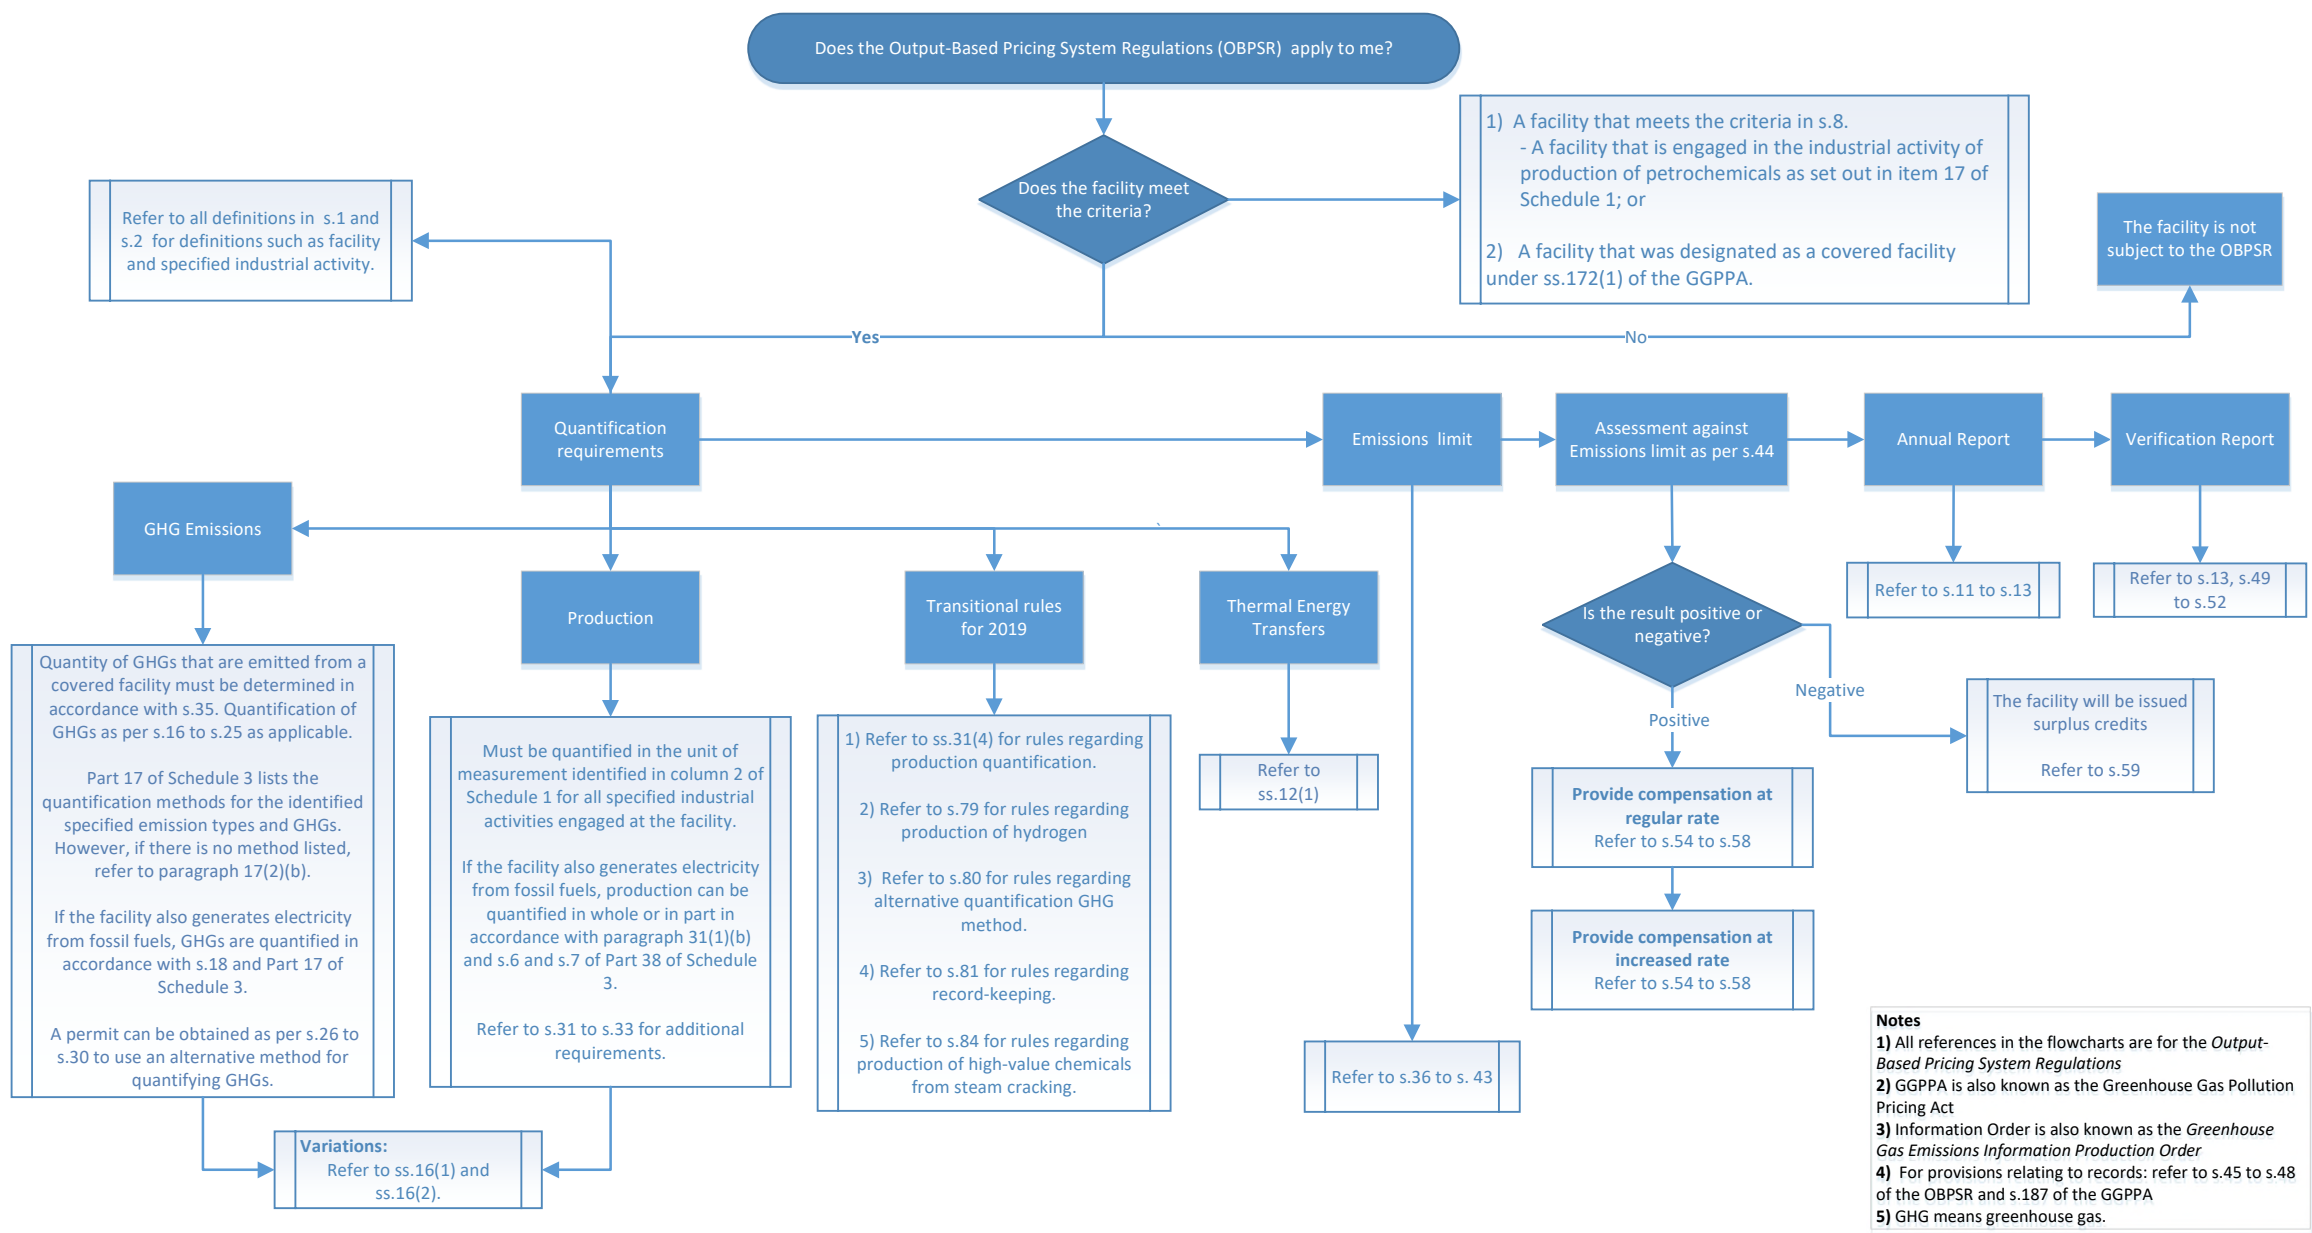 Does the Output-Based Pricing System Regulations (OBPSR)  apply to me?
Does the facility meet
the criteria?
1)  A facility that meets the criteria in s.8.
- A facility that is engaged in the industrial activity of
production of petrochemicals as set out in item 17 of
Schedule 1; or
2)   A facility that was designated as a covered facility
under ss.172(1) of the GGPPA.
Refer to all definitions in  s.1 and
s.2  for definitions such as facility
and specified industrial activity.
The facility is not
subject to the OBPSR
Yes
No
Quantification
requirements
Emissions  limit
Assessment against
Emissions limit as per s.44
Annual Report
Verification Report
GHG Emissions
Production
Transitional rules
for 2019
Thermal Energy
Transfers
Is the result positive or
negative?
Refer to s.11 to s.13
Refer to s.13, s.49
to s.52
Quantity of GHGs that are emitted from a
covered facility must be determined in
accordance with s.35. Quantification of
GHGs as per s.16 to s.25 as applicable.
Part 17 of Schedule 3 lists the
quantification methods for the identified
specified emission types and GHGs.
However, if there is no method listed,
refer to paragraph 17(2)(b).
If the facility also generates electricity
from fossil fuels, GHGs are quantified in
accordance with s.18 and Part 17 of
Schedule 3.
A permit can be obtained as per s.26 to
s.30 to use an alternative method for
quantifying GHGs.
Must be quantified in the unit of
measurement identified in column 2 of
Schedule 1 for all specified industrial
activities engaged at the facility.
If the facility also generates electricity
from fossil fuels, production can be
quantified in whole or in part in
accordance with paragraph 31(1)(b)
and s.6 and s.7 of Part 38 of Schedule
3.
Refer to s.31 to s.33 for additional
requirements.
1) Refer to ss.31(4) for rules regarding
production quantification.
2) Refer to s.79 for rules regarding
production of hydrogen
3)  Refer to s.80 for rules regarding
alternative quantification GHG
method.
4) Refer to s.81 for rules regarding
record-keeping.
5) Refer to s.84 for rules regarding
production of high-value chemicals
from steam cracking.
Refer to
ss.12(1)
Positive
Negative
The facility will be issued
surplus credits
Refer to s.59
Provide compensation at
regular rate
Refer to s.54 to s.58
Provide compensation at
increased rate
Refer to s.54 to s.58
Refer to s.36 to s. 43
Variations:
Refer to ss.16(1) and
ss.16(2).
Notes
1) All references in the flowcharts are for the Output-
Based Pricing System Regulations
2) GGPPA is also known as the Greenhouse Gas Pollution
Pricing Act
3) Information Order is also known as the Greenhouse
Gas Emissions Information Production Order
4)  For provisions relating to records: refer to s.45 to s.48
of the OBPSR and s.187 of the GGPPA
5) GHG means greenhouse gas.